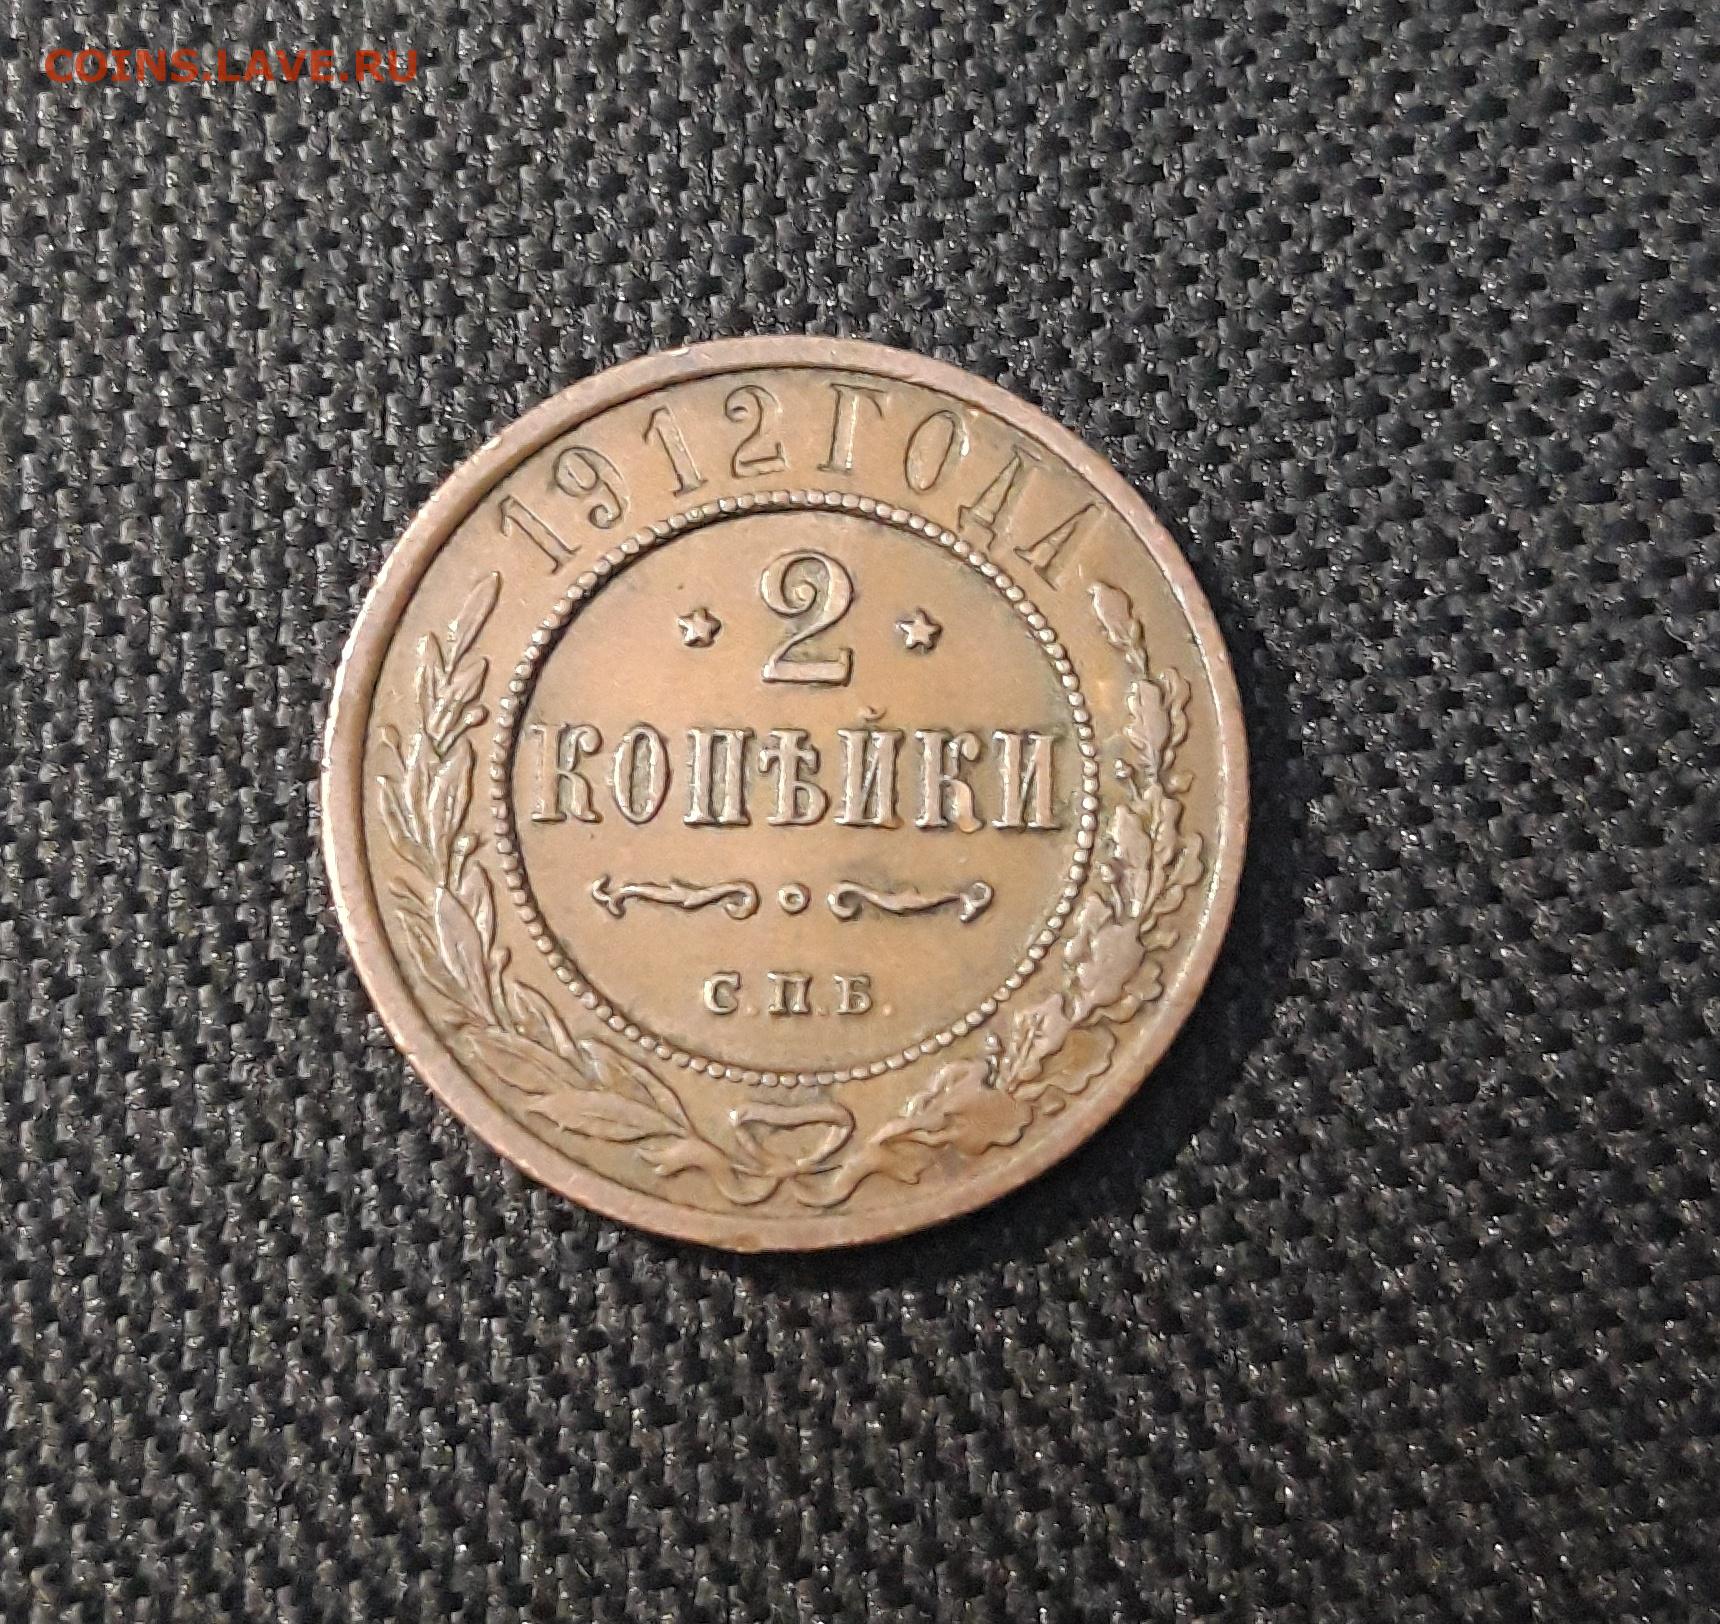 COINS.LAVE.RU
1912 ГОДА
2
КОПѢЙКИ
С.П.Б.